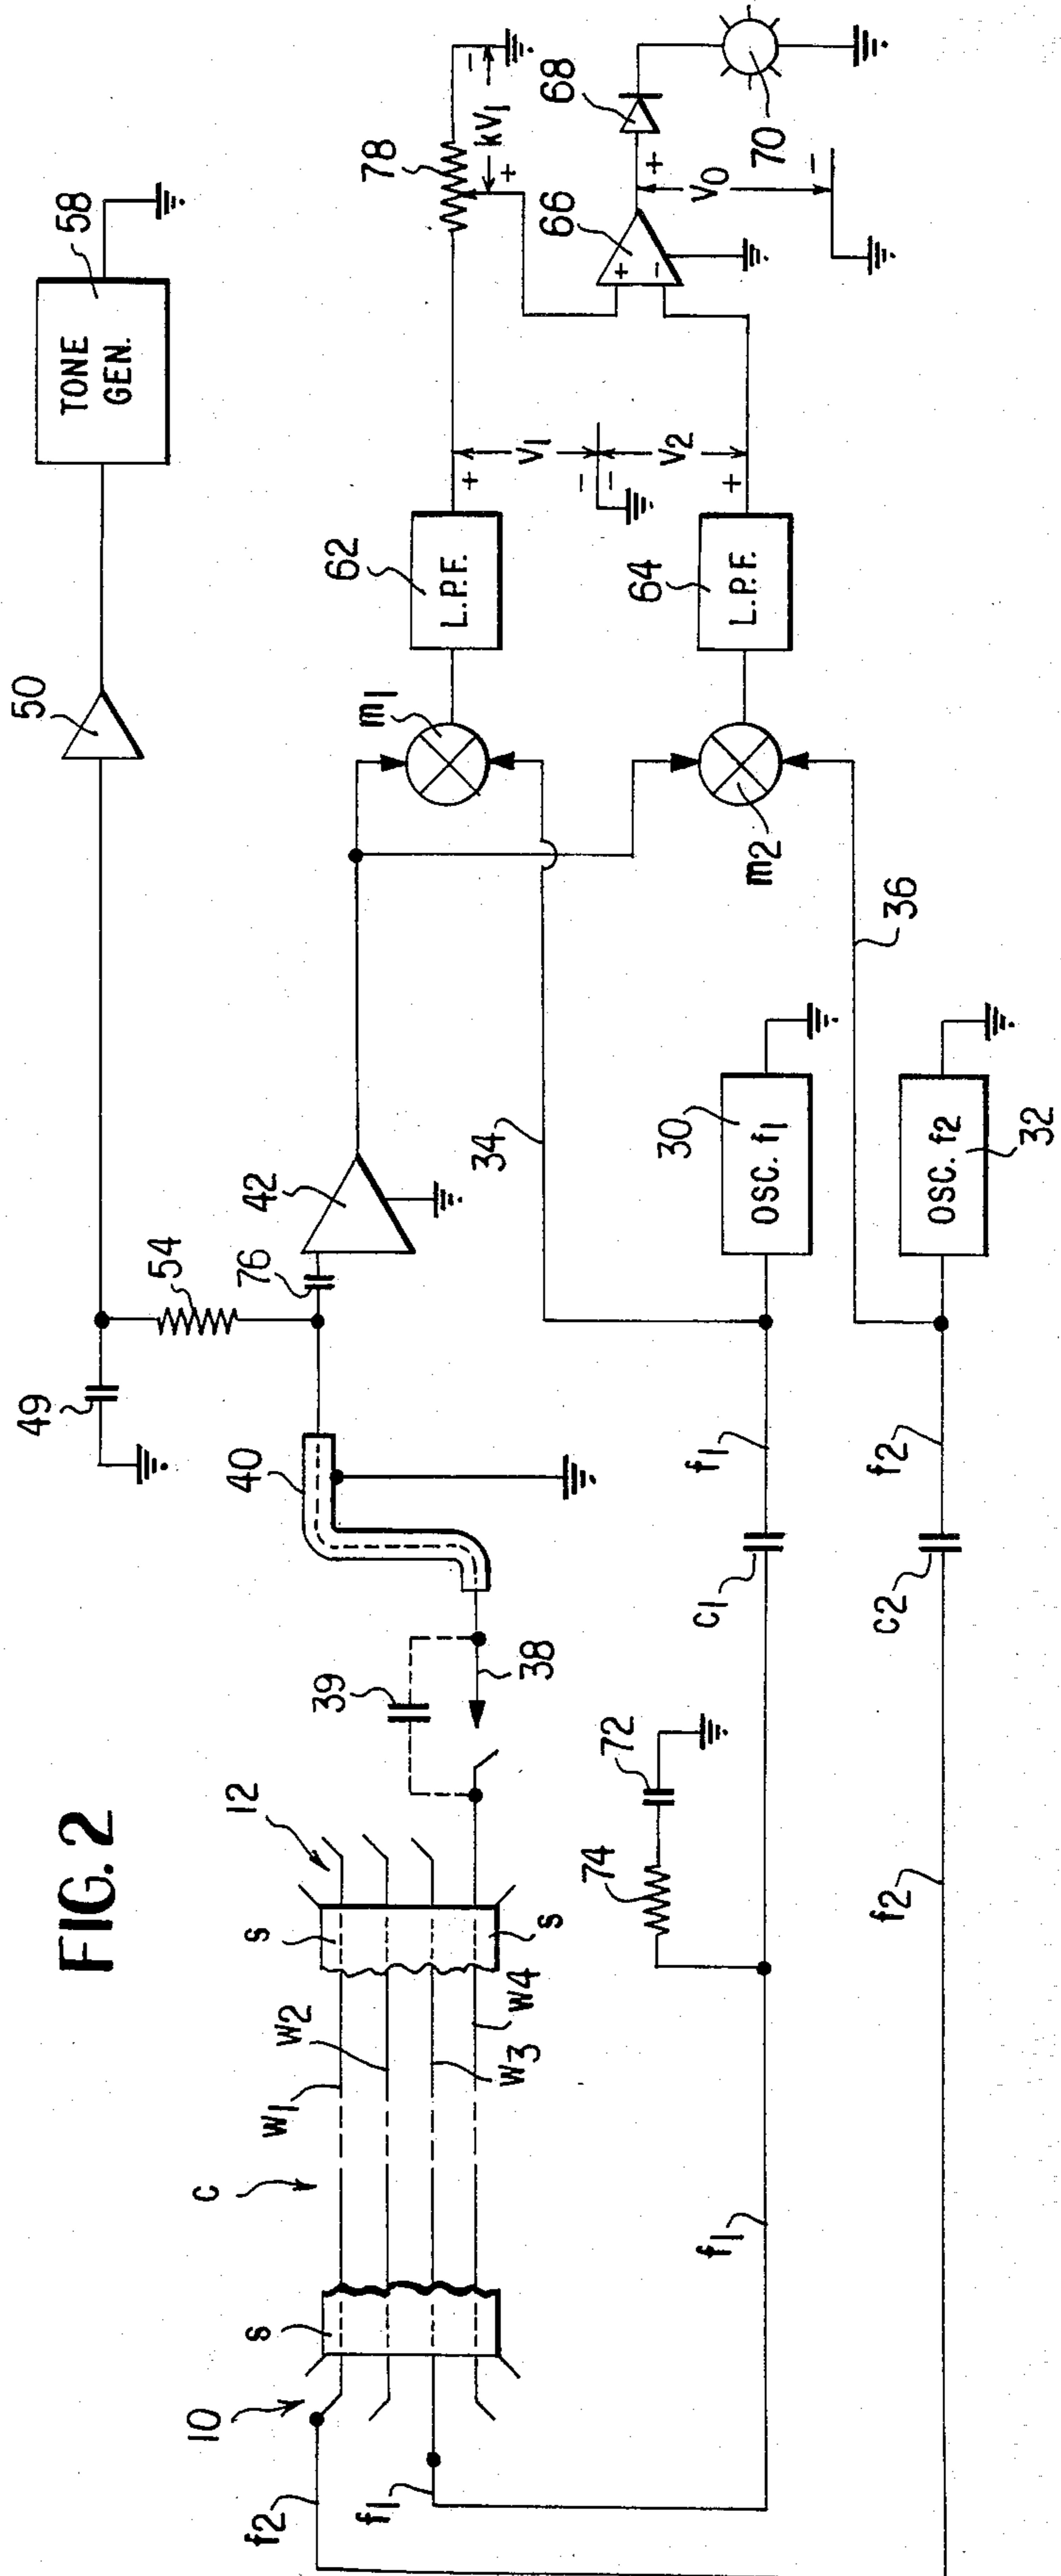 FIG. 2
49
50
58
TONE
GEN.
54
40
76
42
62
L.P.F.
m1
+
V1
-
-
V2
+
64
L.P.F.
m2
78
+
kV1
-
66
+
-
68
+
V0
-
70
34
36
30
OSC. f1
OSC. f2
32
12
39
38
S
S
W1
W2
W3
W4
C
S
10
f2
f1
72
74
C1
f1
C2
f2
f1
f2